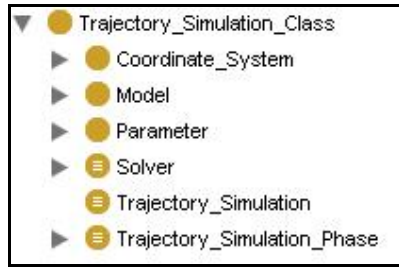 Trajectory_Simulation_Class
Coordinate_System
Model
Parameter
Solver
Trajectory_Simulation
Trajectory_Simulation_Phase